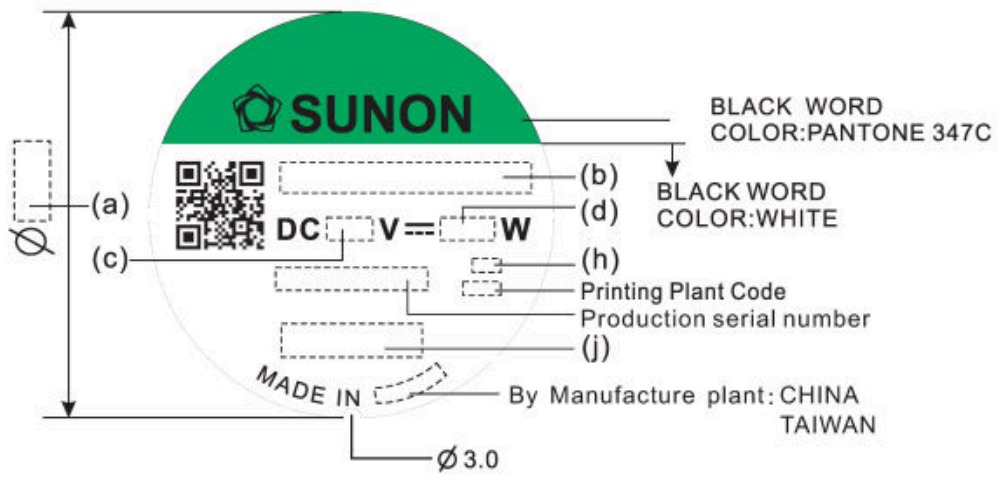 SUNON
BLACK WORD
COLOR:PANTONE 347C
(b)
BLACK WORD
COLOR:WHITE
(a)
Ø
(d)
DC V W
(c)
(h)
Printing Plant Code
Production serial number
(j)
MADE IN
By Manufacture plant: CHINA
TAIWAN
Ø3.0